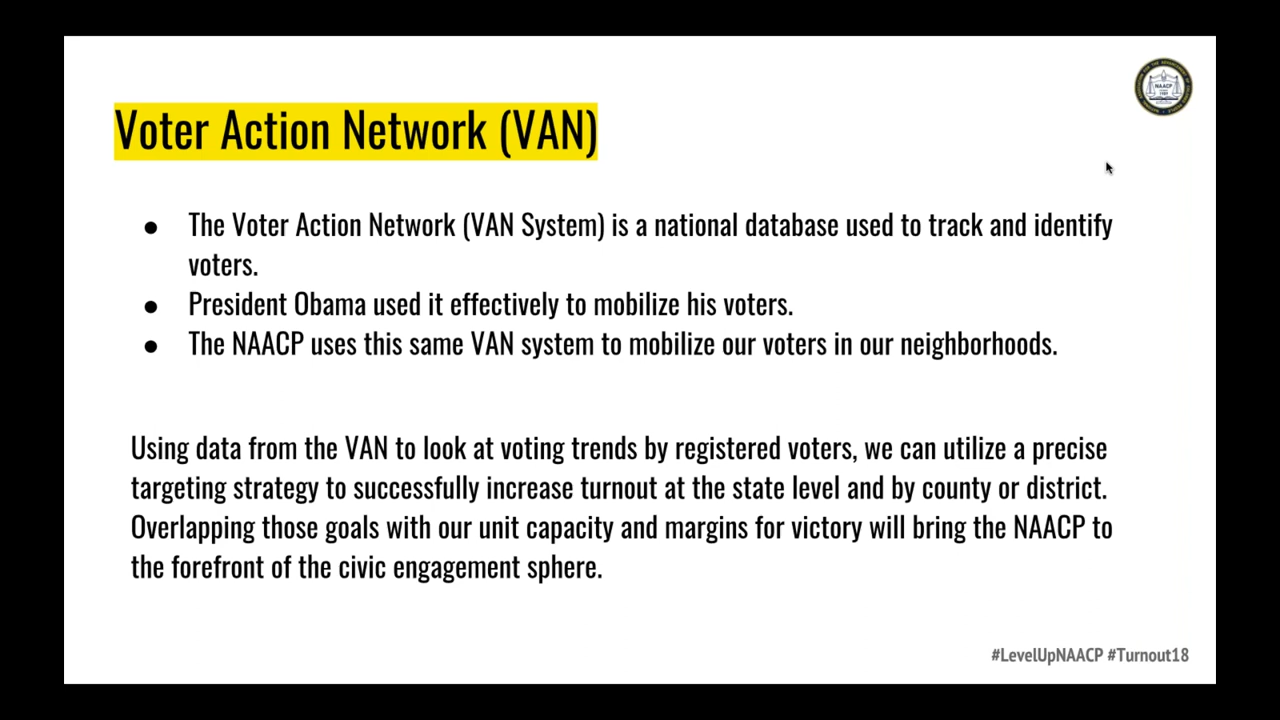 NAACP
Voter Action Network (VAN)
● The Voter Action Network (VAN System) is a national database used to track and identify
voters.
● President Obama used it effectively to mobilize his voters.
● The NAACP uses this same VAN system to mobilize our voters in our neighborhoods.
Using data from the VAN to look at voting trends by registered voters, we can utilize a precise
targeting strategy to successfully increase turnout at the state level and by county or district.
Overlapping those goals with our unit capacity and margins for victory will bring the NAACP to
the forefront of the civic engagement sphere.
#LevelUpNAACP #Turnout18